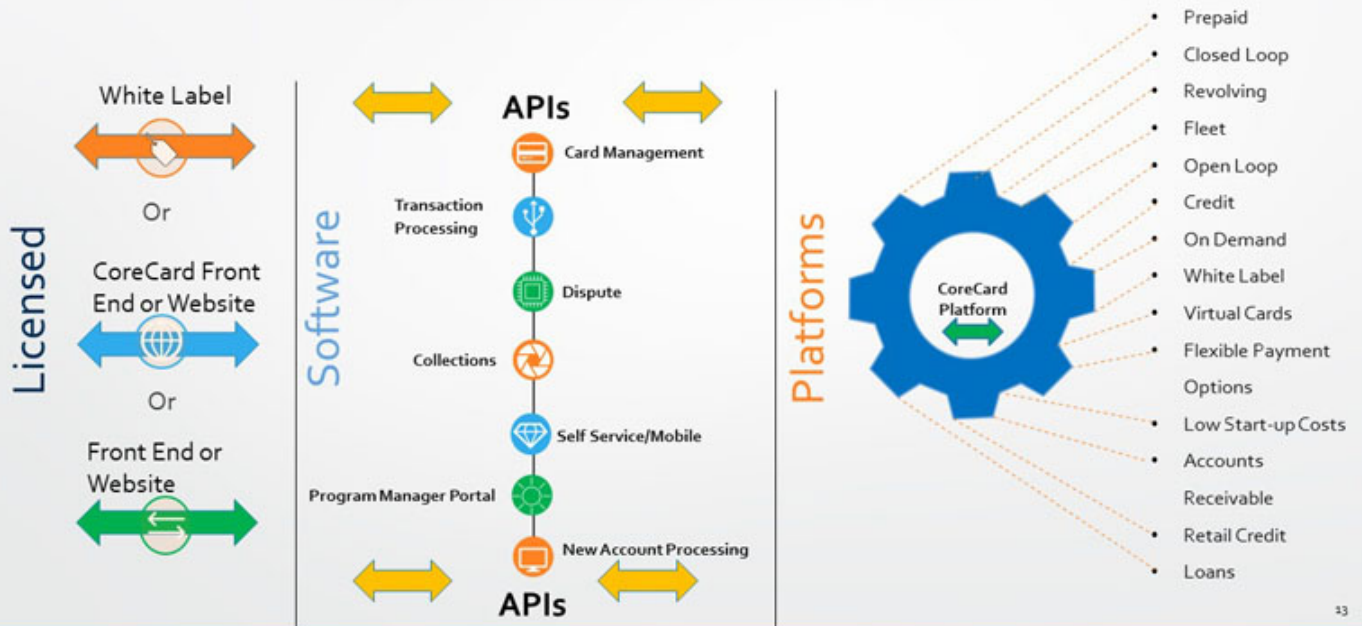 Licensed
White Label
Or
CoreCard Front
End or Website
Or
Front End or
Website
Software
APIs
Card Management
Transaction
Processing
Dispute
Collections
Self Service/Mobile
Program Manager Portal
New Account Processing
APIs
Platforms
CoreCard
Platform
• Prepaid
• Closed Loop
• Revolving
• Fleet
• Open Loop
• Credit
• On Demand
• White Label
• Virtual Cards
• Flexible Payment
Options
• Low Start-up Costs
• Accounts
Receivable
• Retail Credit
• Loans
13